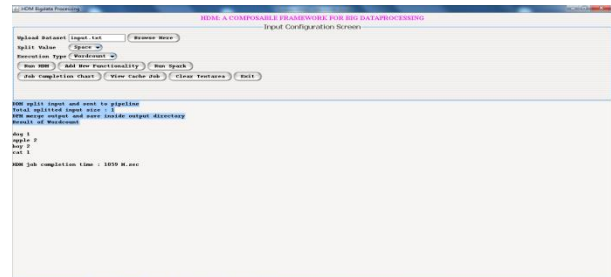 HDM Bigdata Processing
HDM: A COMPOSABLE FRAMEWORK FOR BIG DATAPROCESSING
Input Configuration Screen
Upload Dataset input.txt Browse Here
Split Value Space
Execution Type Wordcount
Run HDM Add New Functionality Run Spark
Job Completion Chart View Cache Job Clear Textarea Exit
HDM split input and sent to pipeline
Total splitted input size : 1
DPM merge output and save inside output directory
Result of Wordcount
dog 1
apple 2
boy 2
cat 1
HDM job completion time : 1059 M.sec